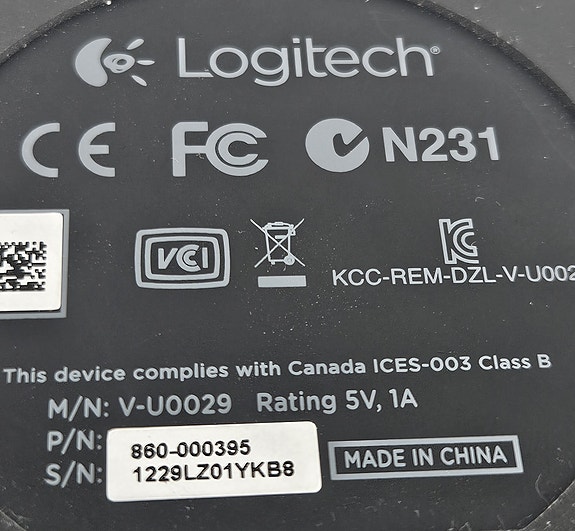 Logitech®
CE FC N231
VCCI
KCC-REM-DZL-V-U002
This device complies with Canada ICES-003 Class B
M/N: V-U0029 Rating 5V, 1A
P/N: 860-000395
S/N: 1229LZ01YKB8
MADE IN CHINA